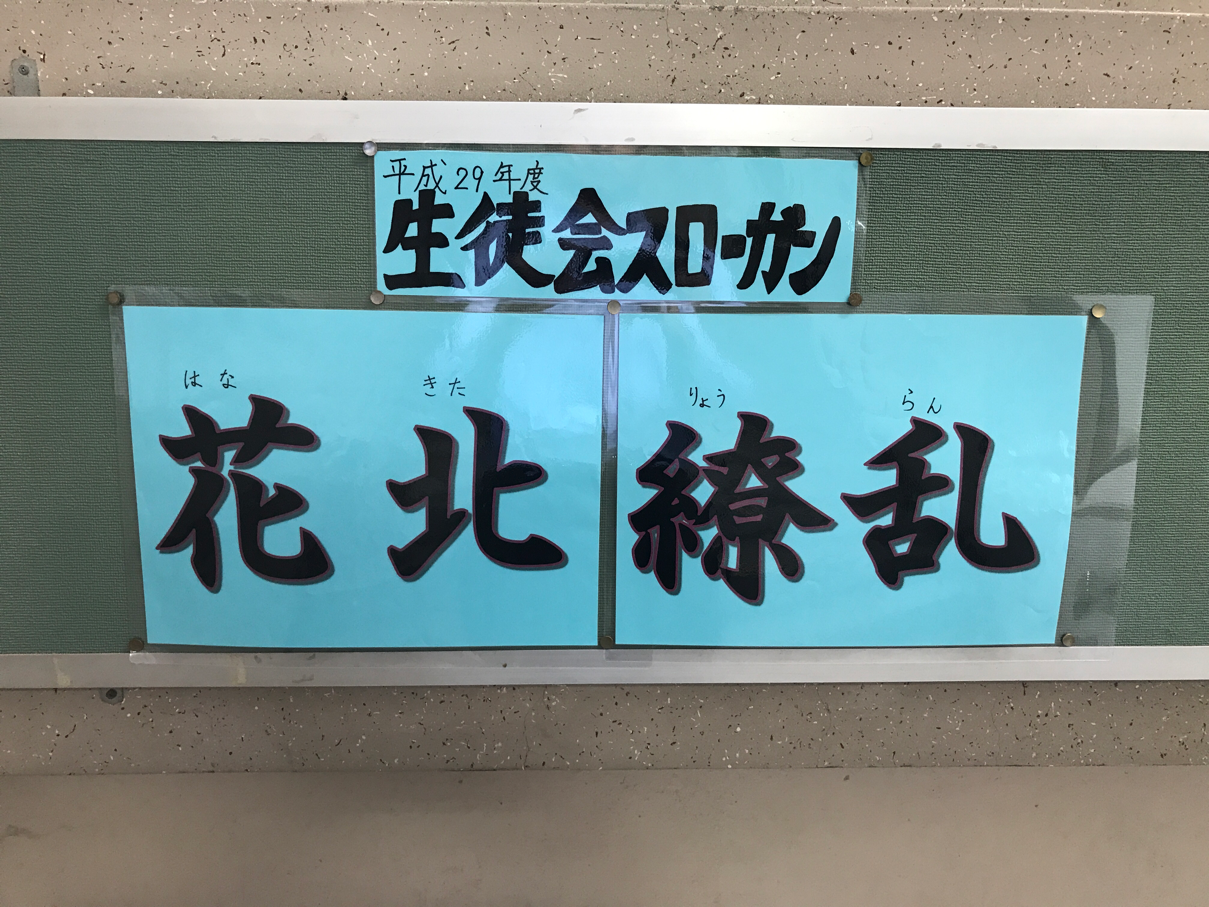 平成29年度
生徒会スローガン
はな きた りょう らん
花北繚乱